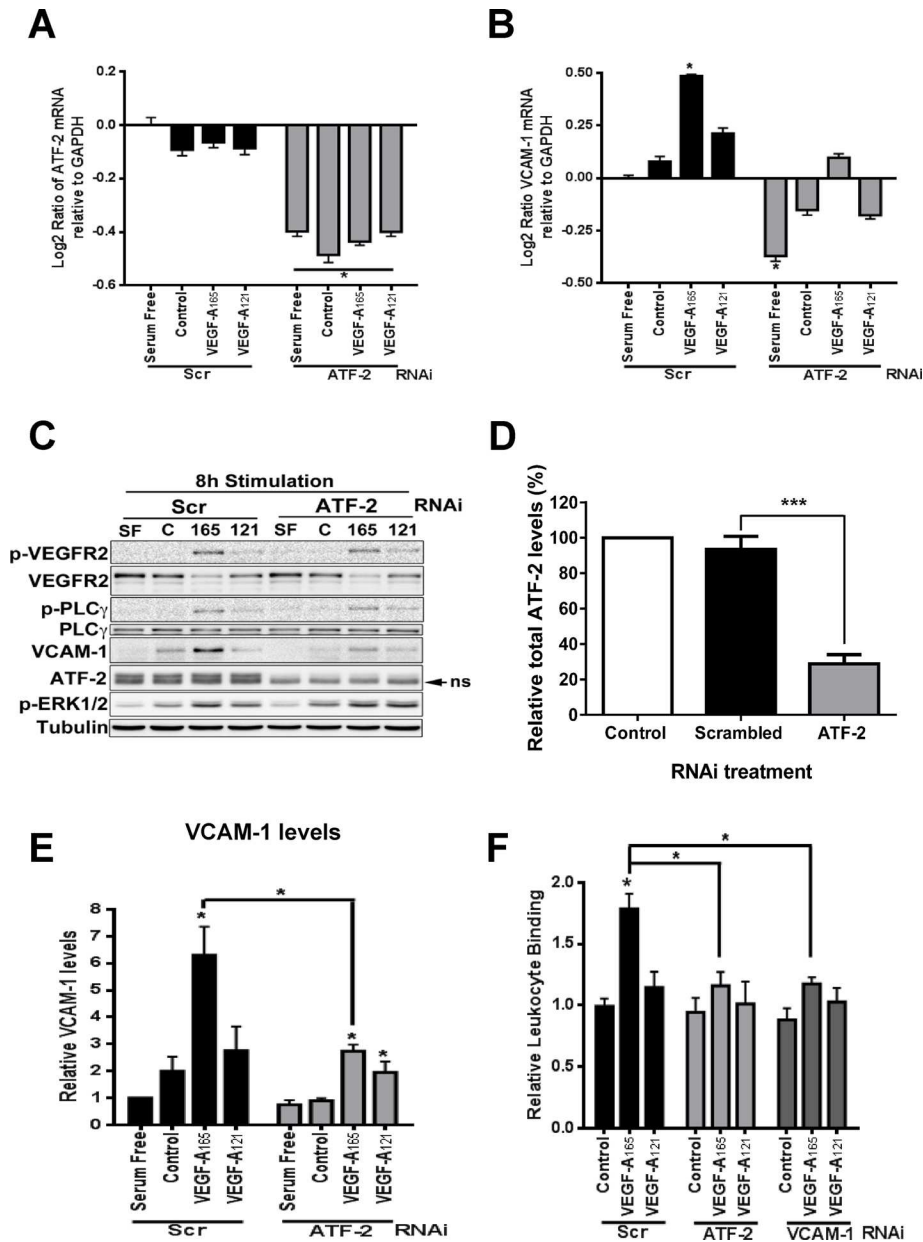 A
Log2 Ratio of ATF-2 mRNA
relative to GAPDH
0.2
0.0
-0.2
-0.4
-0.6
*
Serum Free
Control
VEGF-A165
VEGF-A121
Serum Free
Control
VEGF-A165
VEGF-A121
Scr
ATF-2
RNAi
B
Log2 Ratio VCAM-1 mRNA
relative to GAPDH
0.50
0.25
0.00
-0.25
-0.50
*
*
Serum Free
Control
VEGF-A165
VEGF-A121
Serum Free
Control
VEGF-A165
VEGF-A121
Scr
ATF-2
RNAi
C
8h Stimulation
Scr ATF-2 RNAi
SF C 165 121 SF C 165 121
p-VEGFR2
VEGFR2
p-PLCγ
PLCγ
VCAM-1
ATF-2
ns
p-ERK1/2
Tubulin
D
Relative total ATF-2 levels (%)
120
100
80
60
40
20
0
***
Control Scrambled ATF-2
RNAi treatment
E
VCAM-1 levels
Relative VCAM-1 levels
8
7
6
5
4
3
2
1
0
*
*
*
*
Serum Free
Control
VEGF-A165
VEGF-A121
Serum Free
Control
VEGF-A165
VEGF-A121
Scr
ATF-2
RNAi
F
Relative Leukocyte Binding
2.0
1.5
1.0
0.5
0.0
*
*
*
Control
VEGF-A165
VEGF-A121
Control
VEGF-A165
VEGF-A121
Control
VEGF-A165
VEGF-A121
Scr
ATF-2
VCAM-1
RNAi